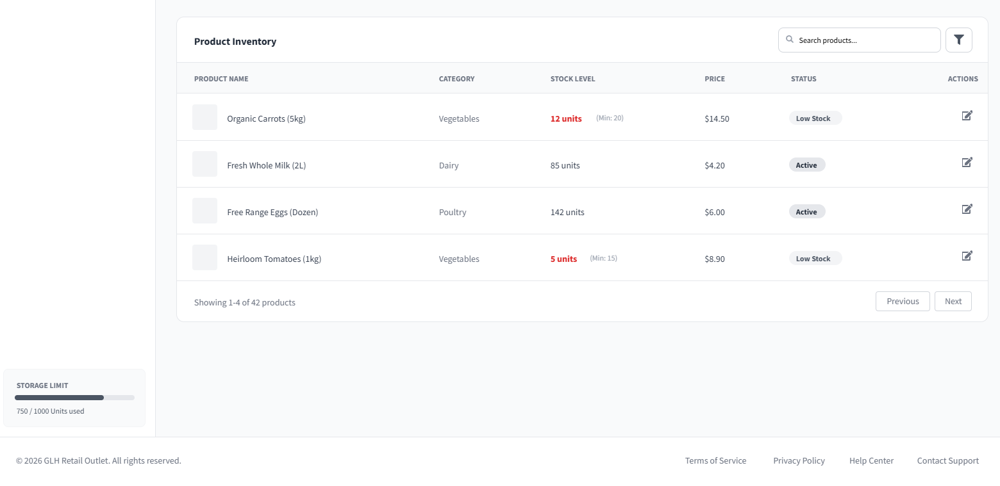 Product Inventory
Search products...
PRODUCT NAME CATEGORY STOCK LEVEL PRICE STATUS ACTIONS
Organic Carrots (5kg) Vegetables 12 units (Min: 20) $14.50 Low Stock
Fresh Whole Milk (2L) Dairy 85 units $4.20 Active
Free Range Eggs (Dozen) Poultry 142 units $6.00 Active
Heirloom Tomatoes (1kg) Vegetables 5 units (Min: 15) $8.90 Low Stock
Showing 1-4 of 42 products Previous Next
STORAGE LIMIT
750 / 1000 Units used
© 2026 GLH Retail Outlet. All rights reserved. Terms of Service Privacy Policy Help Center Contact Support